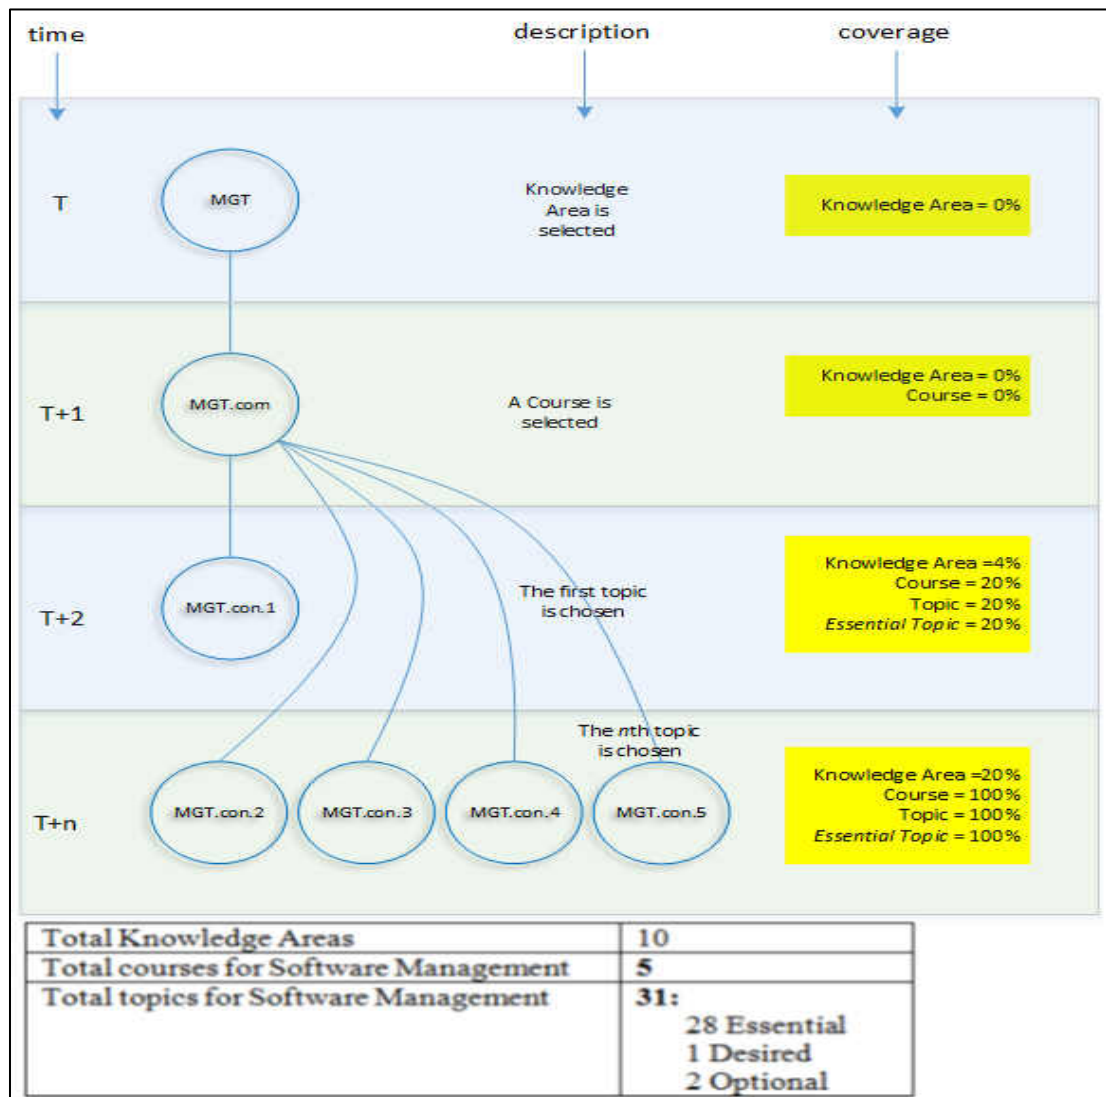 time
description
coverage
T
MGT
Knowledge
Area is
selected
Knowledge Area = 0%
T+1
MGT.com
A Course is
selected
Knowledge Area = 0%
Course = 0%
T+2
MGT.con.1
The first topic
is chosen
Knowledge Area =4%
Course = 20%
Topic = 20%
Essential Topic = 20%
The nth topic
is chosen
T+n
MGT.con.2
MGT.con.3
MGT.con.4
MGT.con.5
Knowledge Area =20%
Course = 100%
Topic = 100%
Essential Topic = 100%
Total Knowledge Areas 10
Total courses for Software Management 5
Total topics for Software Management 31:
28 Essential
1 Desired
2 Optional